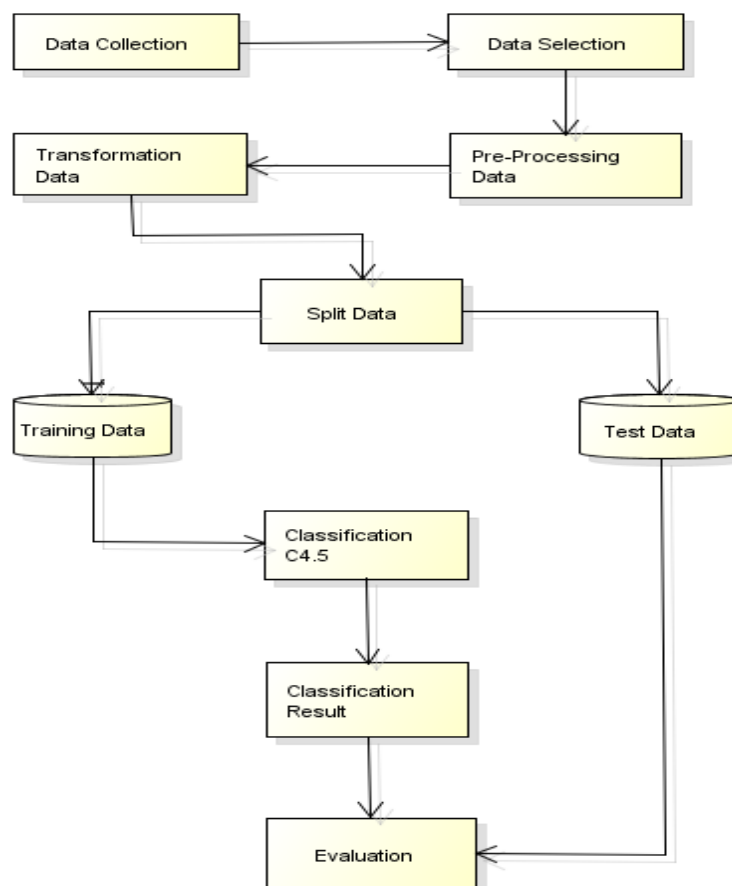 Data Collection
Data Selection
Transformation
Data
Pre-Processing
Data
Split Data
Training Data
Test Data
Classification
C4.5
Classification
Result
Evaluation